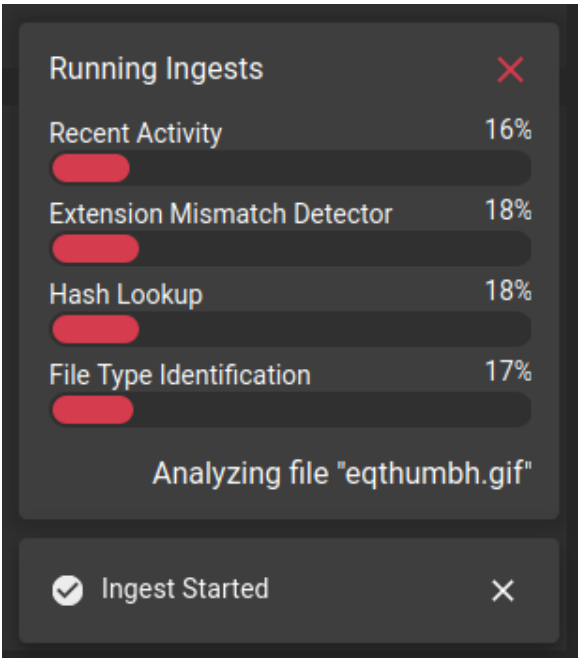 Running Ingests
Recent Activity 16%
Extension Mismatch Detector 18%
Hash Lookup 18%
File Type Identification 17%
Analyzing file "eqthumbh.gif"
Ingest Started